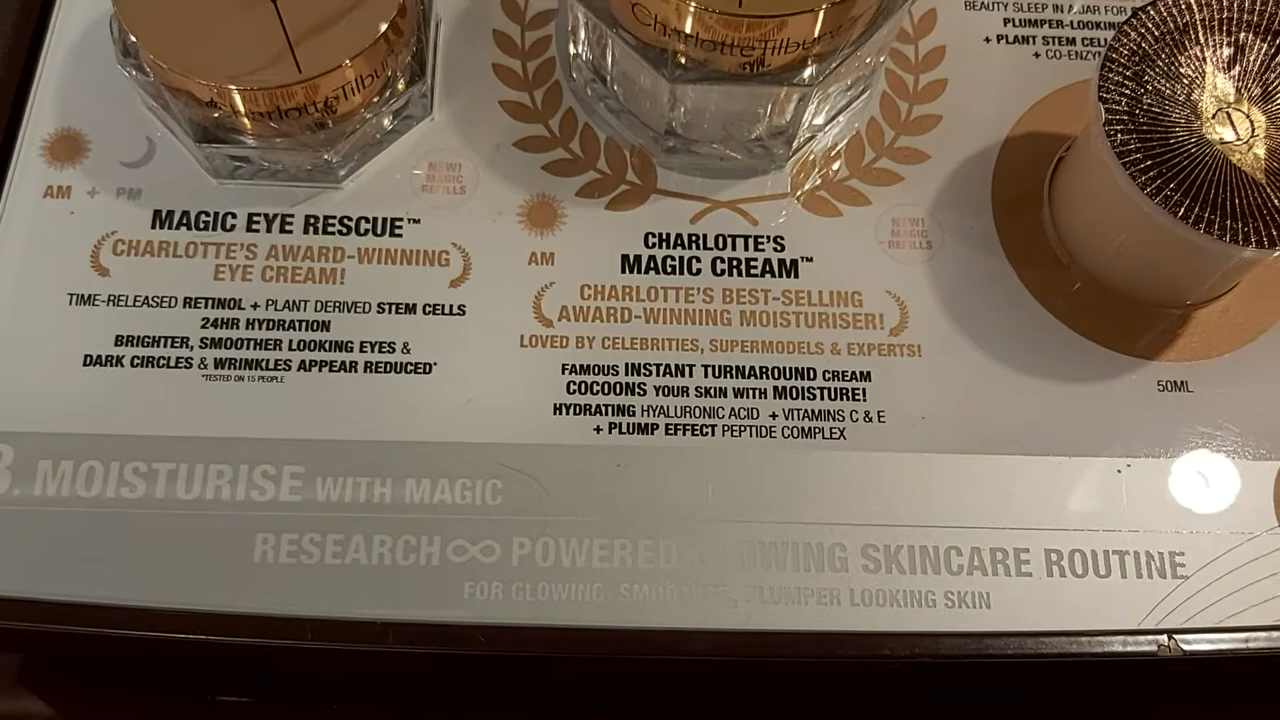 Charlotte Tilbury
AM + PM
NEW!
MAGIC
REFILLS
MAGIC EYE RESCUE™
CHARLOTTE'S AWARD-WINNING
EYE CREAM!
TIME-RELEASED RETINOL + PLANT DERIVED STEM CELLS
24HR HYDRATION
BRIGHTER, SMOOTHER LOOKING EYES &
DARK CIRCLES & WRINKLES APPEAR REDUCED*
*TESTED ON 15 PEOPLE
Charlotte Tilbury
AM
NEW!
MAGIC
REFILLS
CHARLOTTE'S
MAGIC CREAM™
CHARLOTTE'S BEST-SELLING
AWARD-WINNING MOISTURISER!
LOVED BY CELEBRITIES, SUPERMODELS & EXPERTS!
FAMOUS INSTANT TURNAROUND CREAM
COCOONS YOUR SKIN WITH MOISTURE!
HYDRATING HYALURONIC ACID + VITAMINS C & E
+ PLUMP EFFECT PEPTIDE COMPLEX
BEAUTY SLEEP IN A JAR
PLUMPER-LOOKING
+ PLANT STEM
50ML
3. MOISTURISE WITH MAGIC
RESEARCH∞POWERED SKINCARE ROUTINE
FOR GLOWING, PLUMPER LOOKING SKIN